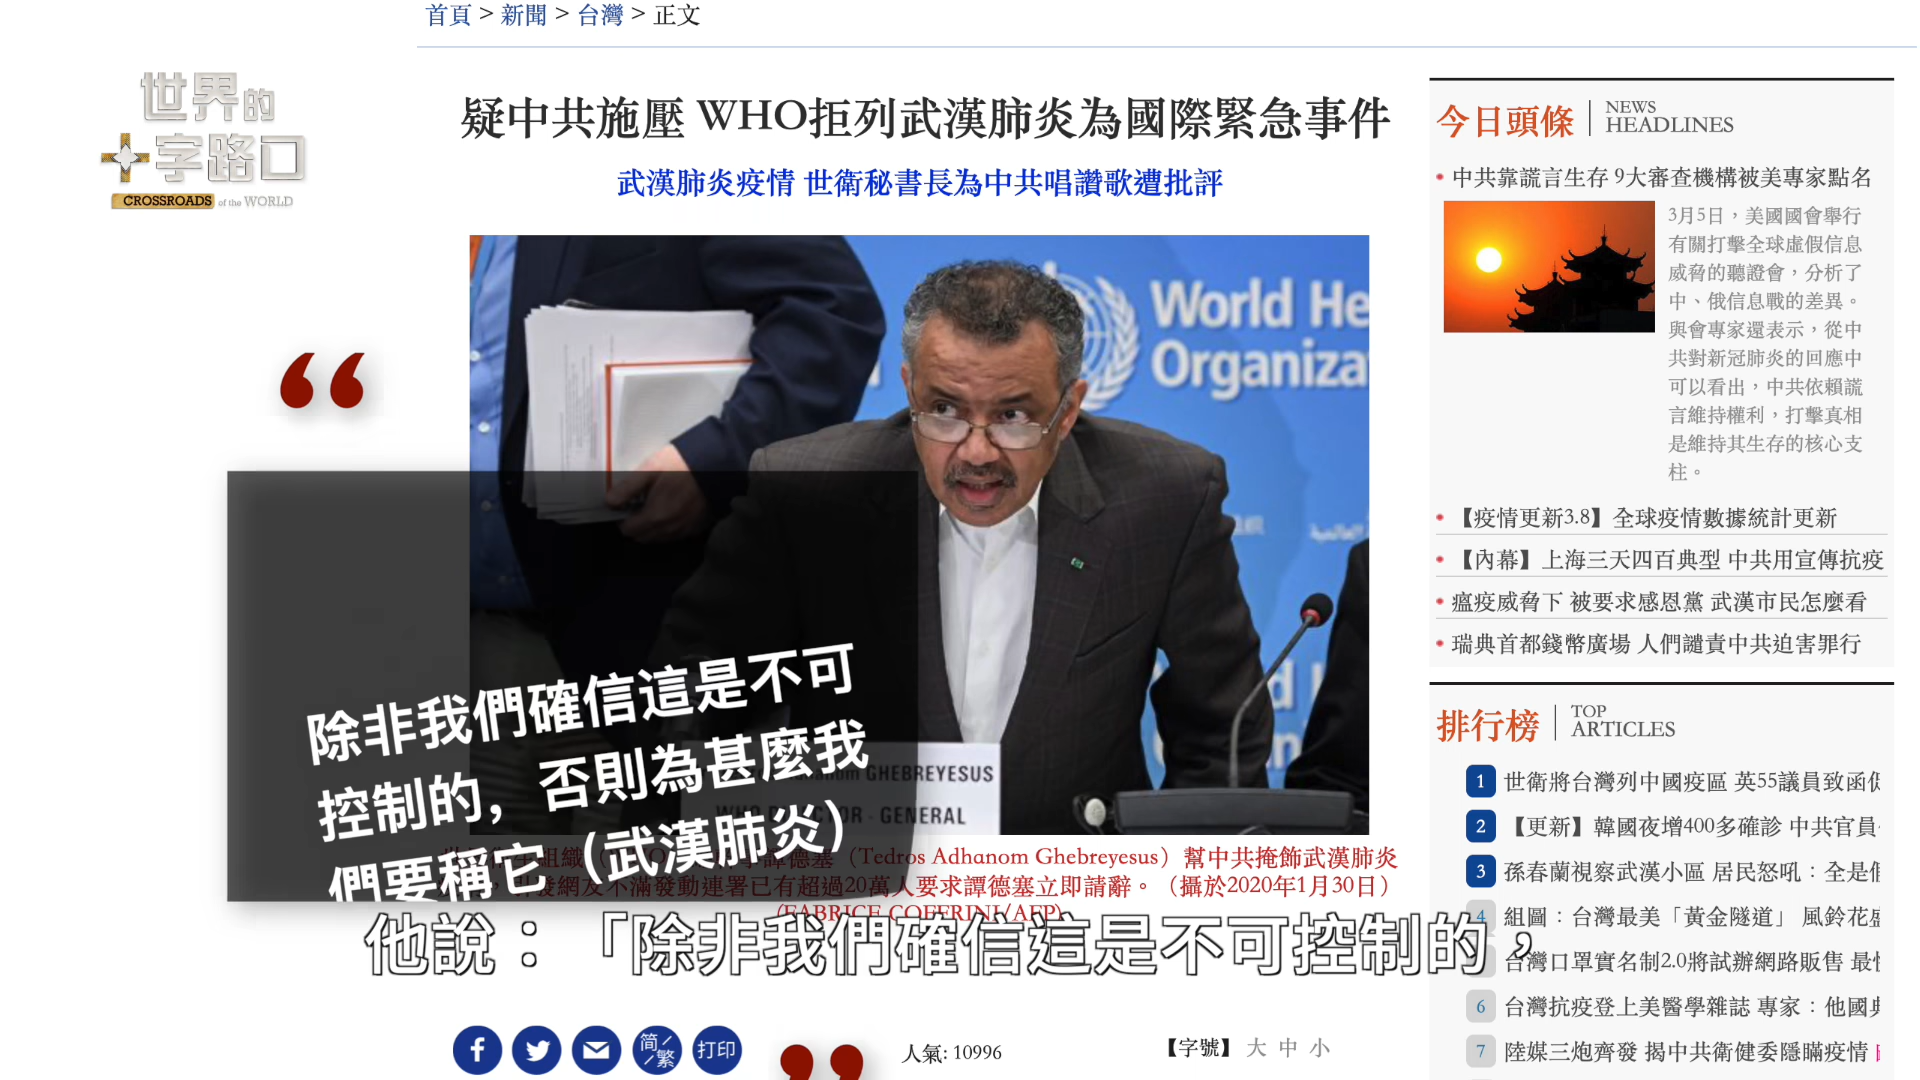 首頁 > 新聞 > 台灣 > 正文
世界的
十字路口
CROSSROADS of the WORLD
疑中共施壓 WHO拒列武漢肺炎為國際緊急事件
武漢肺炎疫情 世衛秘書長為中共唱讚歌遭批評
World He
Organiza
GHEBREYESUS
GENERAL
“
除非我們確信這是不可
控制的，否則為甚麼我
們要稱它（武漢肺炎）
（Tedros Adhanom Ghebreyesus）幫中共掩飾武漢肺炎
引發網友不滿發動連署已有超過20萬人要求譚德塞立即請辭。（攝於2020年1月30日）
(FABRICE COFFRINI/AFP)
他說：「除非我們確信這是不可控制的，
”
简／繁
打印
人氣: 10996
【字號】 大 中 小
今日頭條
NEWS
HEADLINES
中共靠謊言生存 9大審查機構被美專家點名
3月5日，美國國會舉行
有關打擊全球虛假信息
威脅的聽證會，分析了
中、俄信息戰的差異。
與會專家還表示，從中
共對新冠肺炎的回應中
可以看出，中共依賴謊
言維持權利，打擊真相
是維持其生存的核心支
柱。
【疫情更新3.8】全球疫情數據統計更新
【內幕】上海三天四百典型 中共用宣傳抗疫
瘟疫威脅下 被要求感恩黨 武漢市民怎麼看
瑞典首都錢幣廣場 人們譴責中共迫害罪行
排行榜
TOP
ARTICLES
1 世衛將台灣列中國疫區 英55議員致函
2 【更新】韓國夜增400多確診 中共官員
3 孫春蘭視察武漢小區 居民怒吼：全是
4 組圖：台灣最美「黃金隧道」 風鈴花
台灣口罩實名制2.0將試辦網路販售 最
6 台灣抗疫登上美醫學雜誌 專家：他國
7 陸媒三炮齊發 揭中共衛健委隱瞞疫情